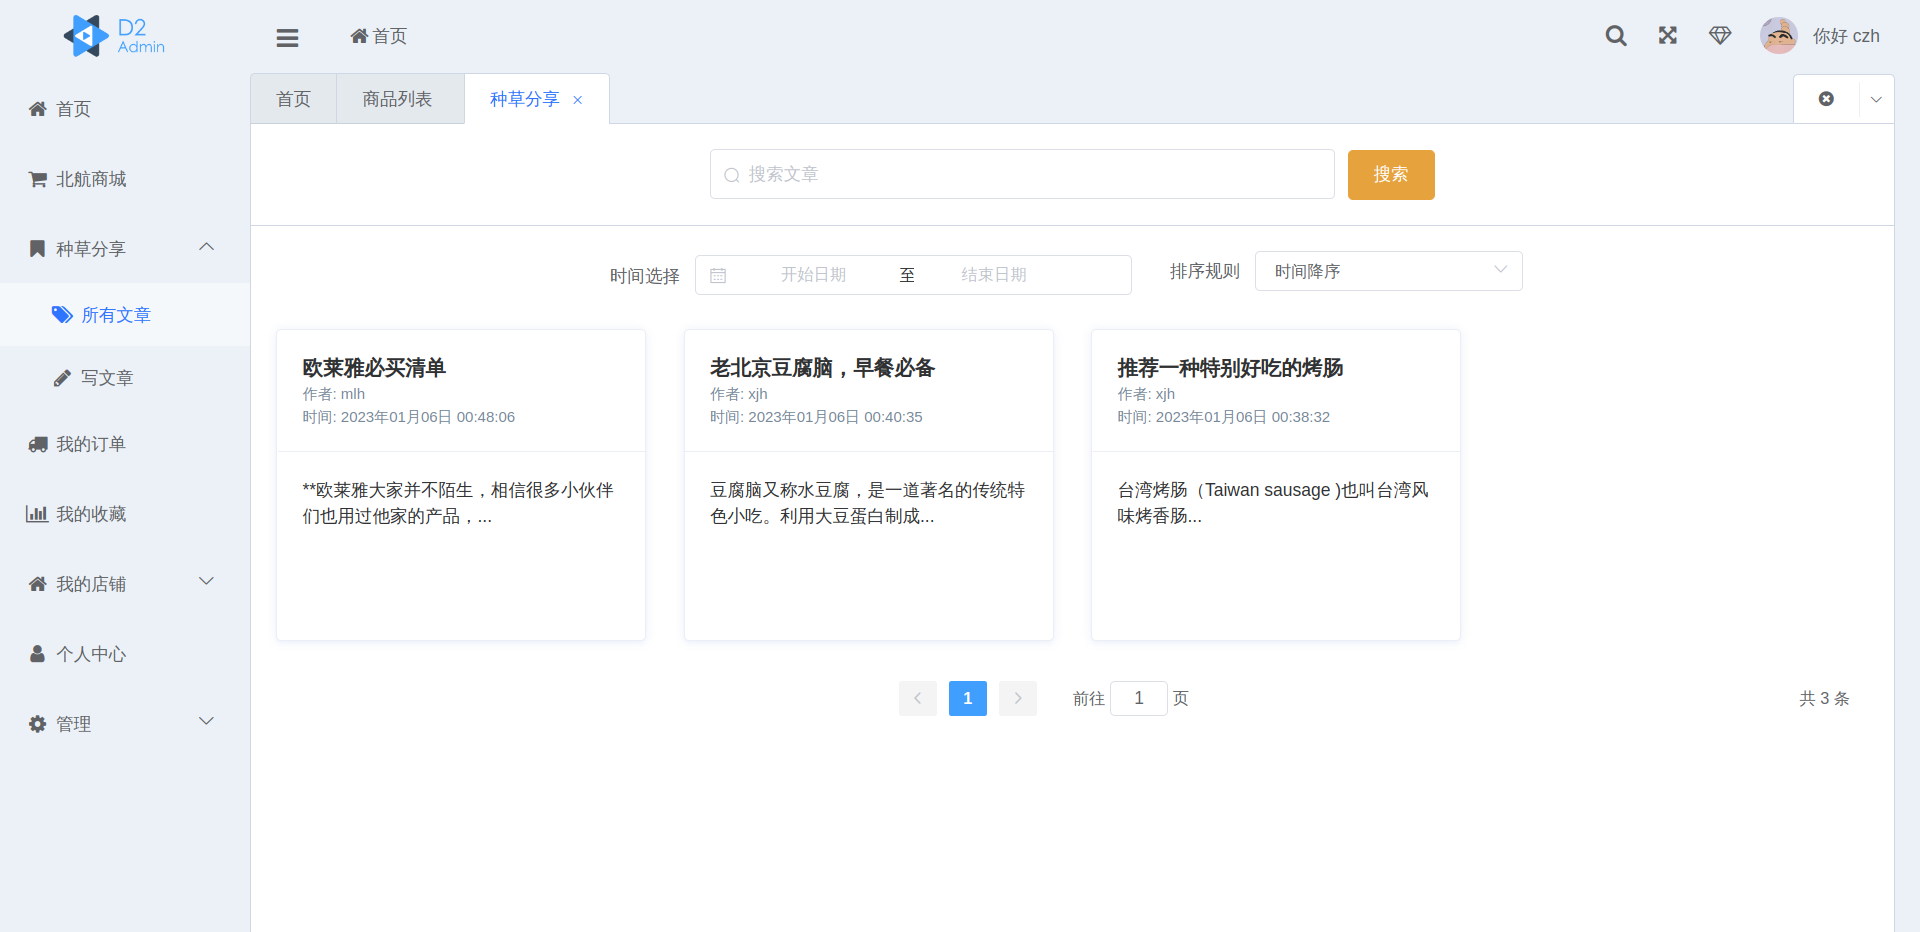 D2
Admin
首页
你好 czh
首页
北航商城
种草分享
所有文章
写文章
我的订单
我的收藏
我的店铺
个人中心
管理
首页
商品列表
种草分享
搜索文章
搜索
时间选择
开始日期
至
结束日期
排序规则
时间降序
欧莱雅必买清单
作者: mlh
时间: 2023年01月06日 00:48:06
**欧莱雅大家并不陌生，相信很多小伙伴
们也用过他家的产品，...
老北京豆腐脑，早餐必备
作者: xjh
时间: 2023年01月06日 00:40:35
豆腐脑又称水豆腐，是一道著名的传统特
色小吃。利用大豆蛋白制成...
推荐一种特别好吃的烤肠
作者: xjh
时间: 2023年01月06日 00:38:32
台湾烤肠（Taiwan sausage )也叫台湾风
味烤香肠...
1
前往
1
页
共 3 条